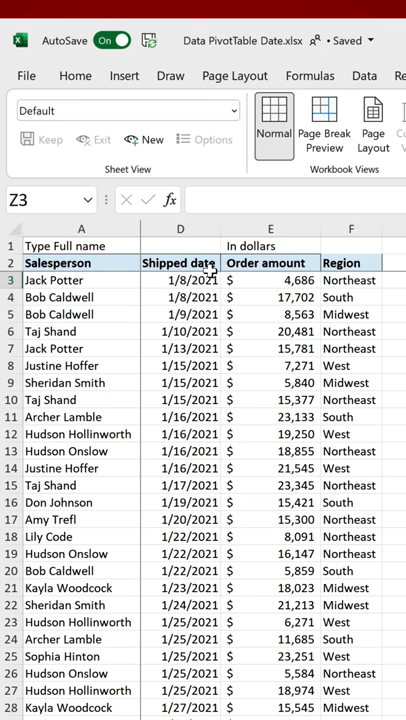 AutoSave On Data PivotTable Date.xlsx • Saved
File Home Insert Draw Page Layout Formulas Data Re
Default
Keep Exit New Options
Normal Page Break Preview Page Layout
Sheet View Workbook Views
Z3 fx
A D E F
1 Type Full name In dollars
2 Salesperson Shipped date Order amount Region
3 Jack Potter 1/8/2021 $ 4,686 Northeast
4 Bob Caldwell 1/8/2021 $ 17,702 South
5 Bob Caldwell 1/9/2021 $ 8,563 Midwest
6 Taj Shand 1/10/2021 $ 20,481 Northeast
7 Jack Potter 1/13/2021 $ 15,781 Northeast
8 Justine Hoffer 1/15/2021 $ 7,271 West
9 Sheridan Smith 1/15/2021 $ 5,840 Midwest
10 Taj Shand 1/15/2021 $ 15,377 Northeast
11 Archer Lamble 1/16/2021 $ 23,133 South
12 Hudson Hollinworth 1/16/2021 $ 19,250 West
13 Hudson Onslow 1/16/2021 $ 18,855 Northeast
14 Justine Hoffer 1/16/2021 $ 21,545 West
15 Taj Shand 1/17/2021 $ 23,345 Northeast
16 Don Johnson 1/19/2021 $ 15,421 South
17 Amy Trefl 1/20/2021 $ 15,300 Northeast
18 Lily Code 1/22/2021 $ 8,091 Northeast
19 Hudson Onslow 1/22/2021 $ 16,147 Northeast
20 Bob Caldwell 1/22/2021 $ 5,859 South
21 Kayla Woodcock 1/23/2021 $ 18,023 Midwest
22 Sheridan Smith 1/24/2021 $ 21,213 Midwest
23 Hudson Hollinworth 1/25/2021 $ 6,271 West
24 Archer Lamble 1/25/2021 $ 11,685 South
25 Sophia Hinton 1/25/2021 $ 23,251 West
26 Hudson Onslow 1/25/2021 $ 5,584 Northeast
27 Hudson Hollinworth 1/25/2021 $ 18,974 West
28 Kayla Woodcock 1/27/2021 $ 15,545 Midwest